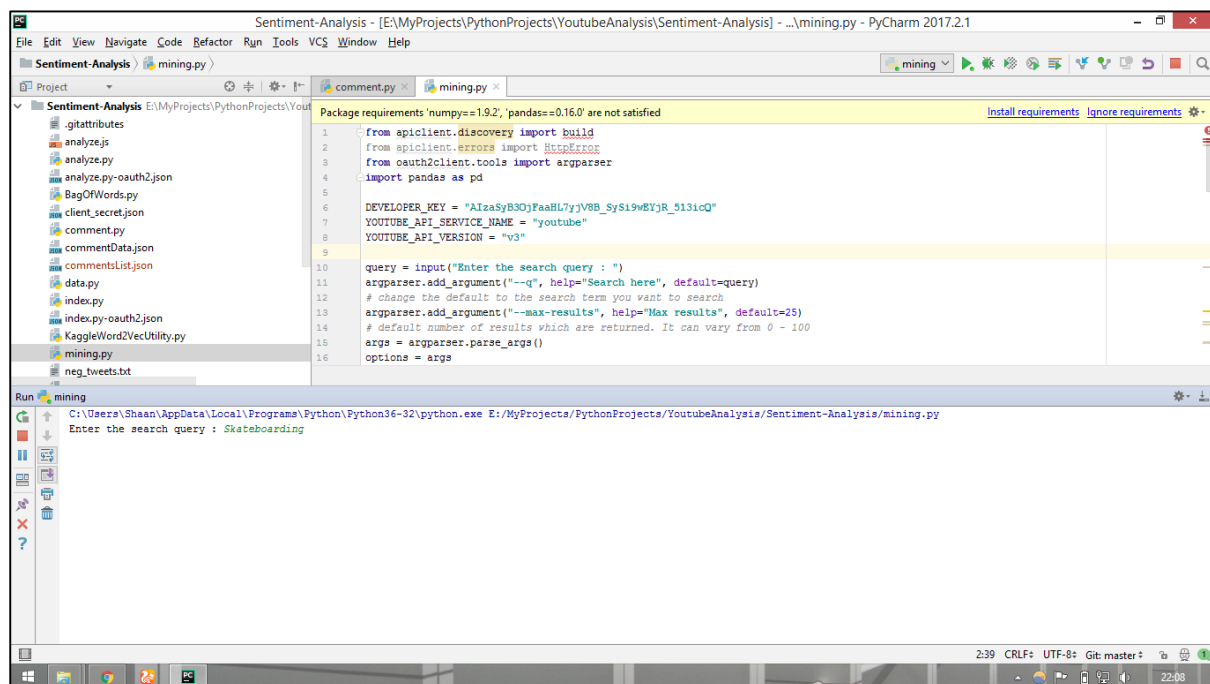 Sentiment-Analysis - [E:\MyProjects\PythonProjects\YoutubeAnalysis\Sentiment-Analysis] - ...\mining.py - PyCharm 2017.2.1
File Edit View Navigate Code Refactor Run Tools VCS Window Help
Sentiment-Analysis mining.py
mining
Project
comment.py
mining.py
Sentiment-Analysis E:\MyProjects\PythonProjects\Yout
.gitattributes
analyze.js
analyze.py
analyze.py-oauth2.json
BagOfWords.py
client_secret.json
comment.py
commentData.json
commentsList.json
data.py
index.py
index.py-oauth2.json
KaggleWord2VecUtility.py
mining.py
neg_tweets.txt
Package requirements 'numpy==1.9.2', 'pandas==0.16.0' are not satisfied
Install requirements Ignore requirements
1 from apiclient.discovery import build
2 from apiclient.errors import HttpError
3 from oauth2client.tools import argparser
4 import pandas as pd
5
6 DEVELOPER_KEY = "AIzaSyB3OjFaaHL7yjV8B_SySi9wEYjR_513icQ"
7 YOUTUBE_API_SERVICE_NAME = "youtube"
8 YOUTUBE_API_VERSION = "v3"
9
10 query = input("Enter the search query : ")
11 argparser.add_argument("--q", help="Search here", default=query)
12 # change the default to the search term you want to search
13 argparser.add_argument("--max-results", help="Max results", default=25)
14 # default number of results which are returned. It can vary from 0 - 100
15 args = argparser.parse_args()
16 options = args
Run mining
C:\Users\Shaan\AppData\Local\Programs\Python\Python36-32\python.exe E:/MyProjects/PythonProjects/YoutubeAnalysis/Sentiment-Analysis/mining.py
Enter the search query : Skateboarding
2:39 CRLF UTF-8 Git: master 1
22:08